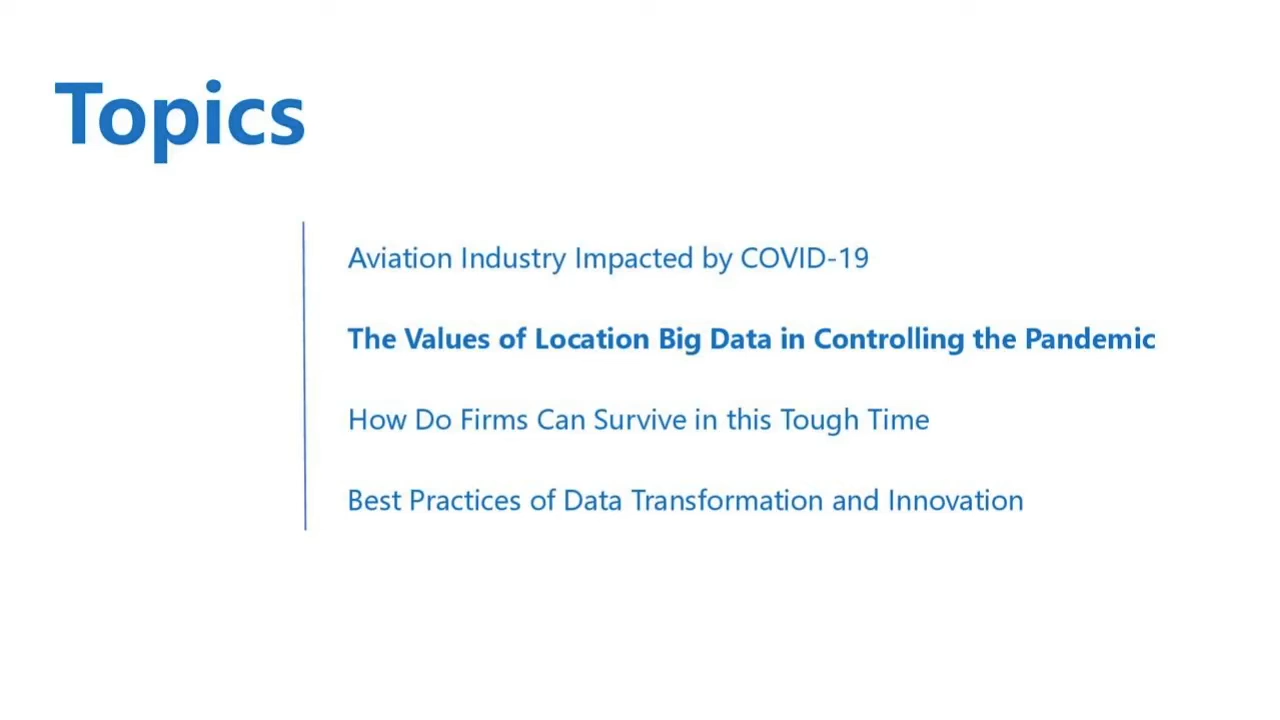 Topics
Aviation Industry Impacted by COVID-19
The Values of Location Big Data in Controlling the Pandemic
How Do Firms Can Survive in this Tough Time
Best Practices of Data Transformation and Innovation